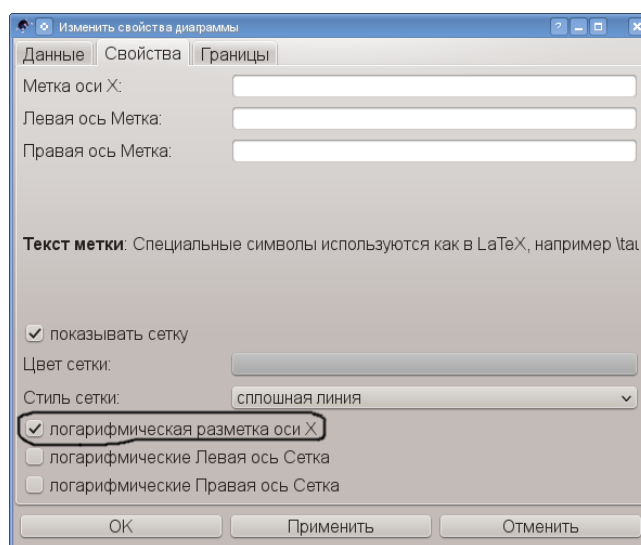 Изменить свойства диаграммы
Данные Свойства Границы
Метка оси X:
Левая ось Метка:
Правая ось Метка:
Текст метки: Специальные символы используются как в LaTeX, например \tau
показывать сетку
Цвет сетки:
Стиль сетки: сплошная линия
логарифмическая разметка оси X
логарифмические Левая ось Сетка
логарифмические Правая ось Сетка
OK Применить Отменить